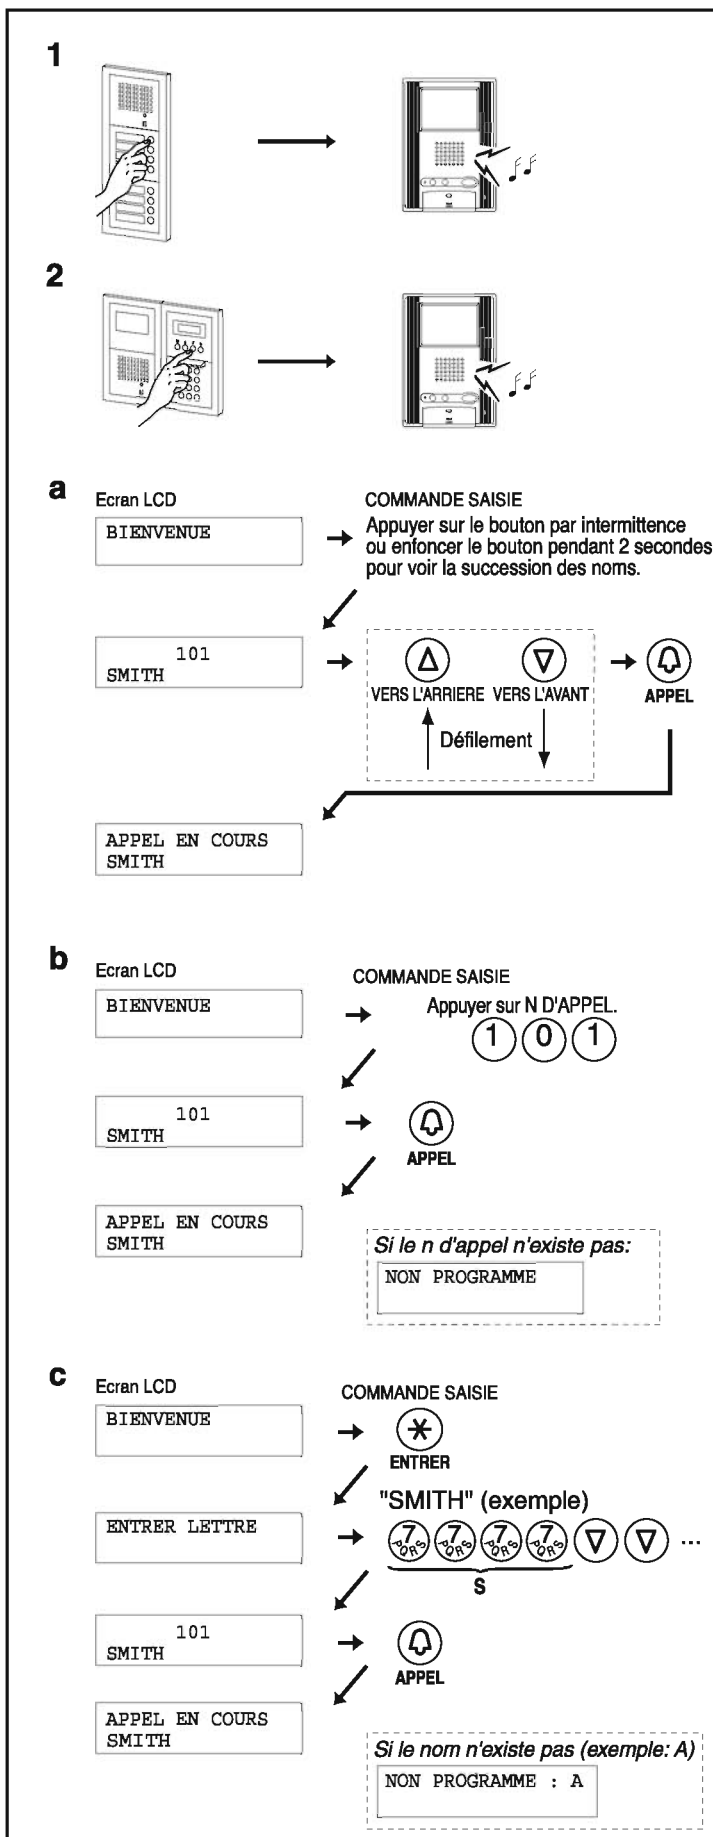 1
2
a
Ecran LCD
COMMANDE SAISIE
BIENVENUE
Appuyer sur le bouton par intermittence
ou enfoncer le bouton pendant 2 secondes
pour voir la succession des noms.
101
SMITH
VERS L'ARRIERE VERS L'AVANT
APPEL
Défilement
APPEL EN COURS
SMITH
b
Ecran LCD
COMMANDE SAISIE
BIENVENUE
Appuyer sur N D'APPEL.
1 0 1
101
SMITH
APPEL
APPEL EN COURS
SMITH
Si le n d'appel n'existe pas:
NON PROGRAMME
c
Ecran LCD
COMMANDE SAISIE
BIENVENUE
ENTRER
"SMITH" (exemple)
ENTRER LETTRE
7 PQRS 7 PQRS 7 PQRS 7 PQRS ...
S
101
SMITH
APPEL
APPEL EN COURS
SMITH
Si le nom n'existe pas (exemple: A)
NON PROGRAMME : A